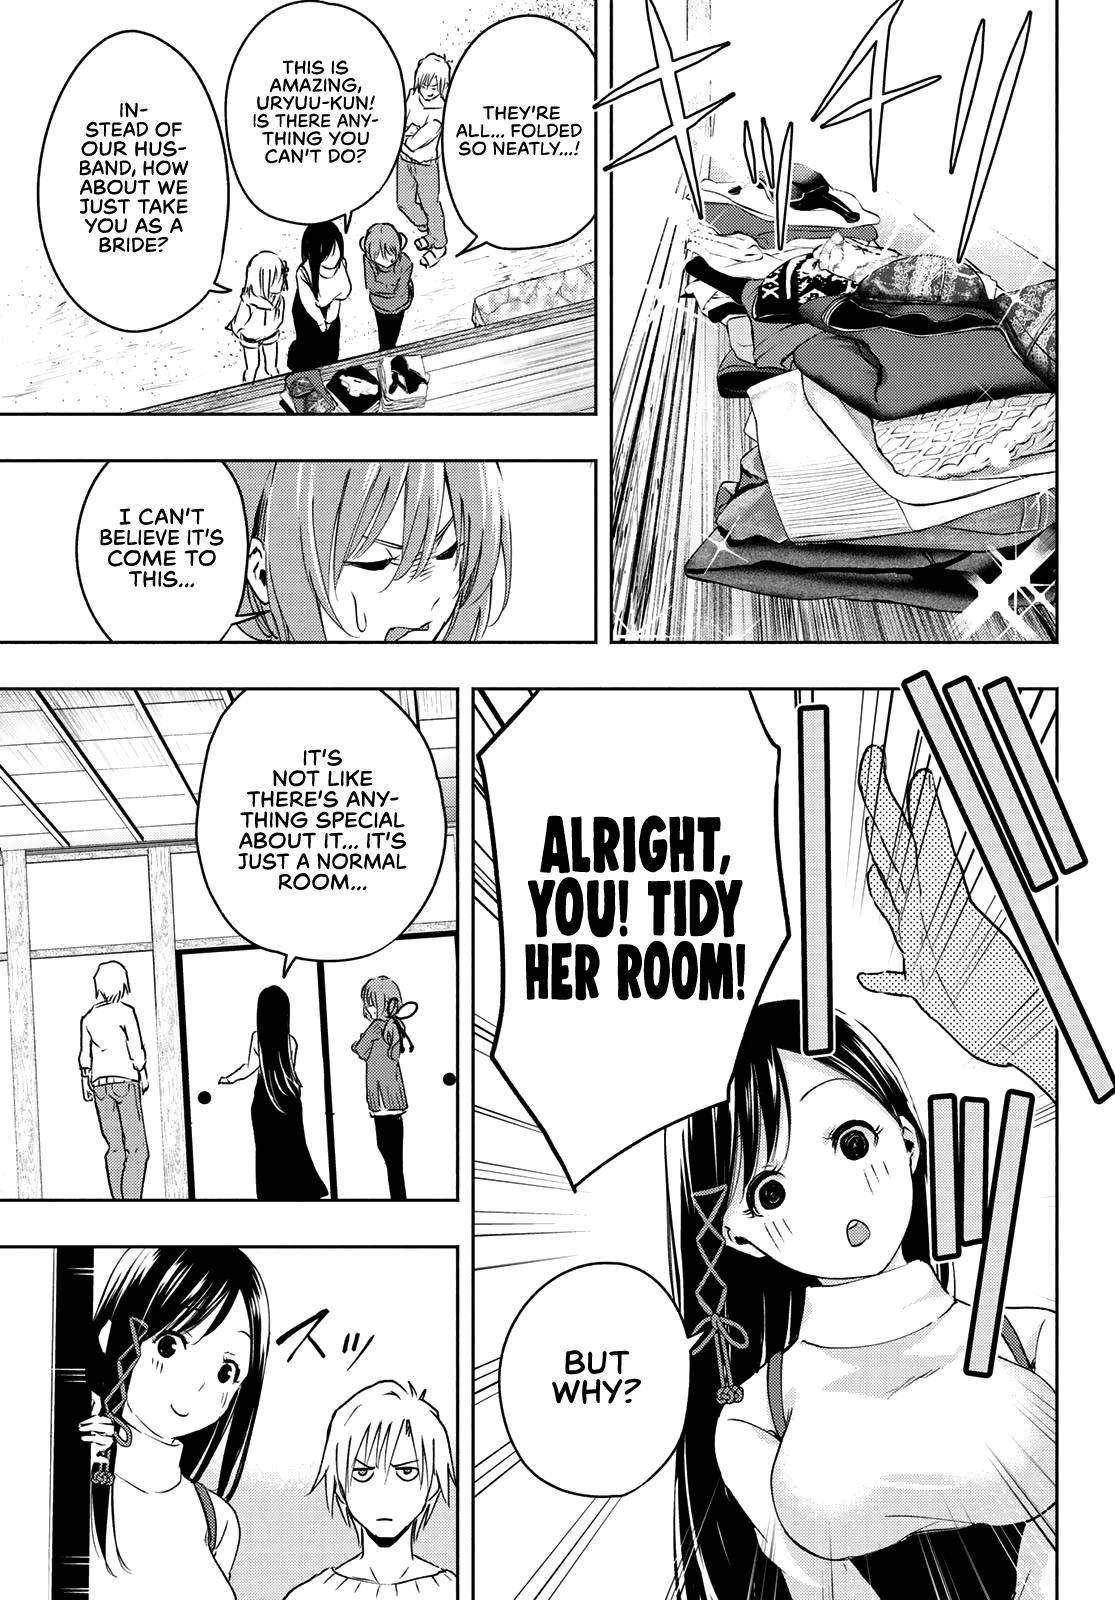 キィィ
THEY'RE
ALL... FOLDED
SO NEATLY...!
THIS IS
AMAZING,
URYUU-KUN!
IS THERE ANY-
THING YOU
CAN'T DO?
IN-
STEAD OF
OUR HUS-
BAND, HOW
ABOUT WE
JUST TAKE
YOU AS A
BRIDE?
I CAN'T
BELIEVE IT'S
COME TO
THIS...
ALRIGHT,
YOU! TIDY
HER ROOM!
BUT
WHY?
IT'S
NOT LIKE
THERE'S ANY-
THING SPECIAL
ABOUT IT... IT'S
JUST A NORMAL
ROOM...
スッ